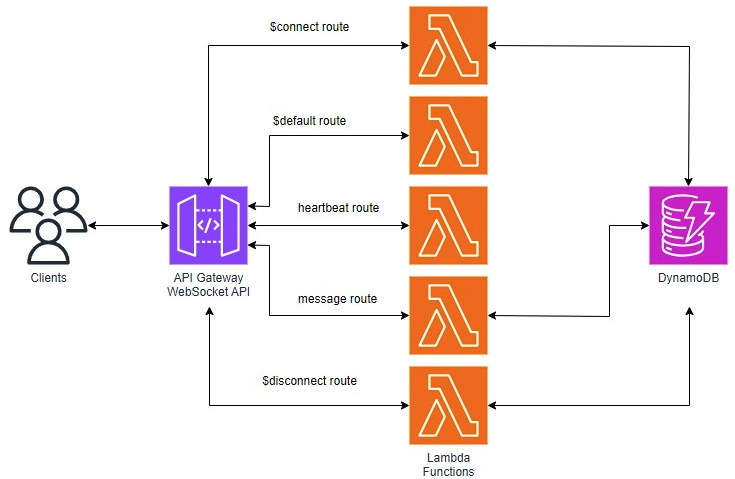 $connect route
$default route
heartbeat route
Clients
API Gateway
WebSocket API
</>
DynamoDB
message route
$disconnect route
Lambda
Functions